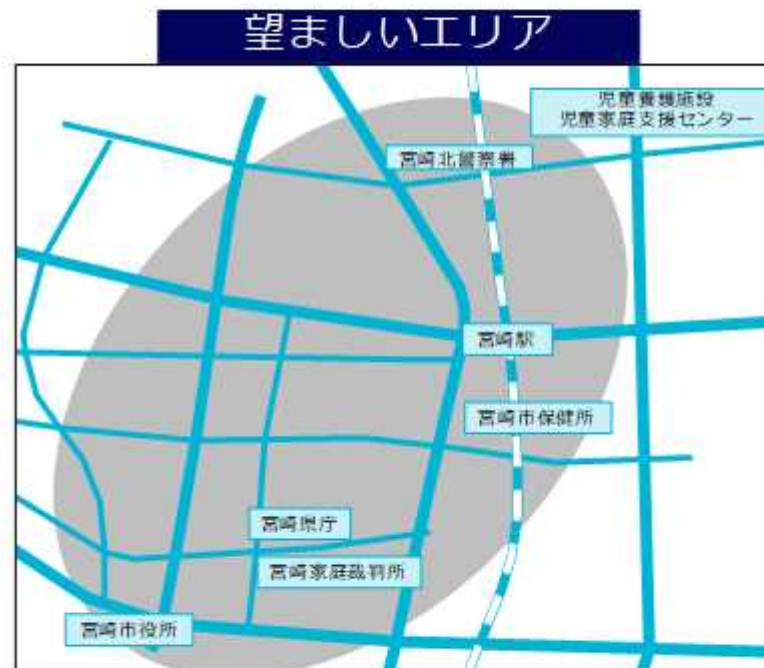 望ましいエリア
児童養護施設
児童家庭支援センター
宮崎北警察署
宮崎駅
宮崎市保健所
宮崎県庁
宮崎家庭裁判所
宮崎市役所